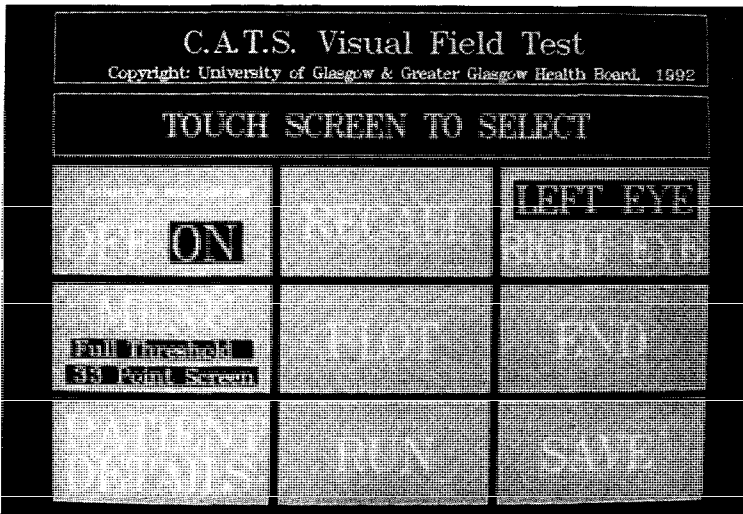 C.A.T.S. Visual Field Test
Copyright: University of Glasgow & Greater Glasgow Health Board, 1992
TOUCH SCREEN TO SELECT
OFF ON
RECALL
LEFT EYE
RIGHT EYE
MENU
Full Threshold
33 Point Screen
PLOT
END
PATIENT
DETAILS
RUN
SAVE